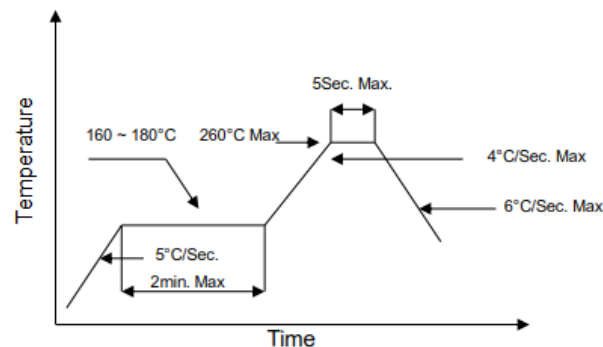 5Sec. Max.
160 ~ 180°C
260°C Max
4°C/Sec. Max
6°C/Sec. Max
5°C/Sec.
2min. Max
Temperature
Time